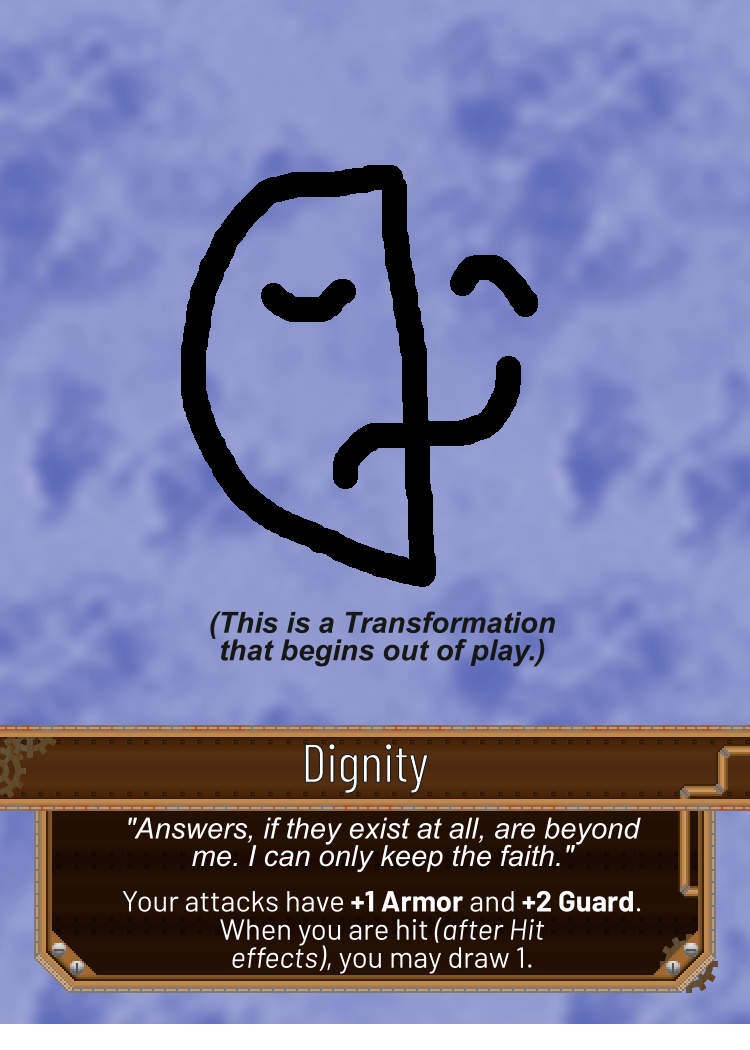 (This is a Transformation
that begins out of play.)
Dignity
"Answers, if they exist at all, are beyond
me. I can only keep the faith."
Your attacks have +1 Armor and +2 Guard.
When you are hit (after Hit
effects), you may draw 1.